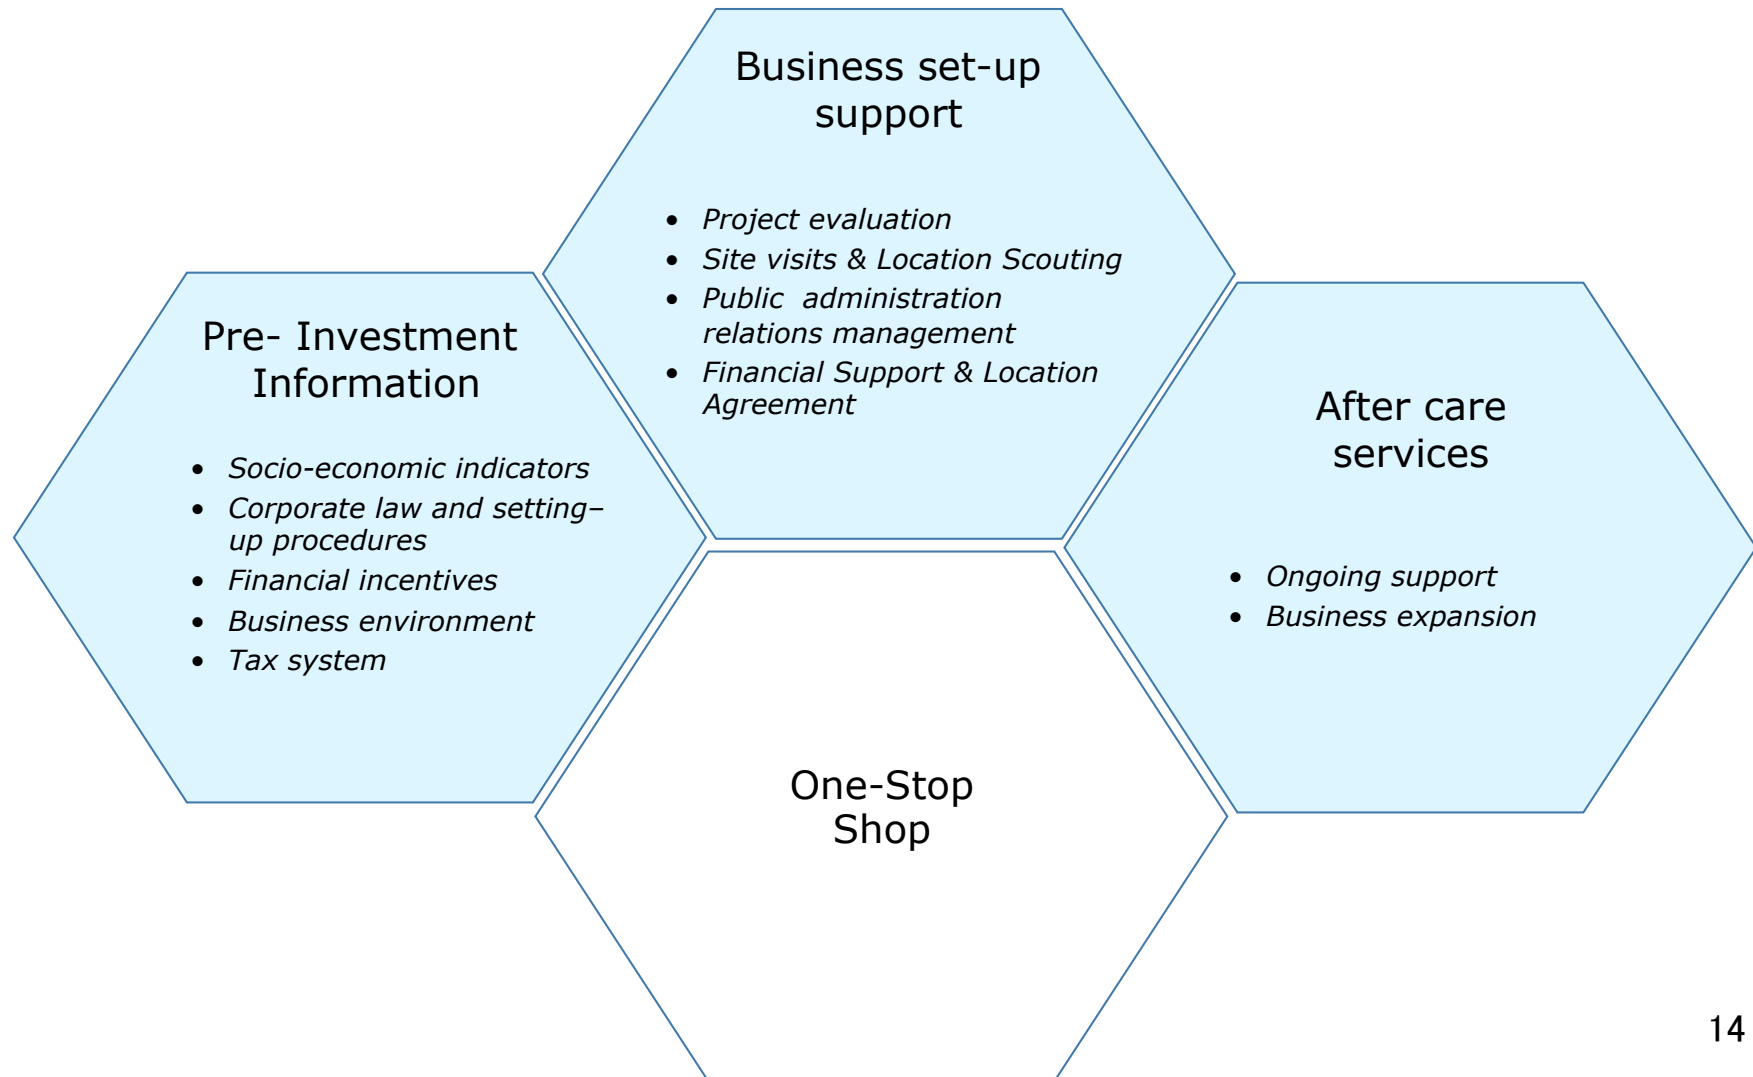 Business set-up
support
• Project evaluation
• Site visits & Location Scouting
• Public  administration
relations management
• Financial Support & Location
Agreement
Pre- Investment
Information
• Socio-economic indicators
• Corporate law and setting–
up procedures
• Financial incentives
• Business environment
• Tax system
After care
services
• Ongoing support
• Business expansion
One-Stop
Shop
14